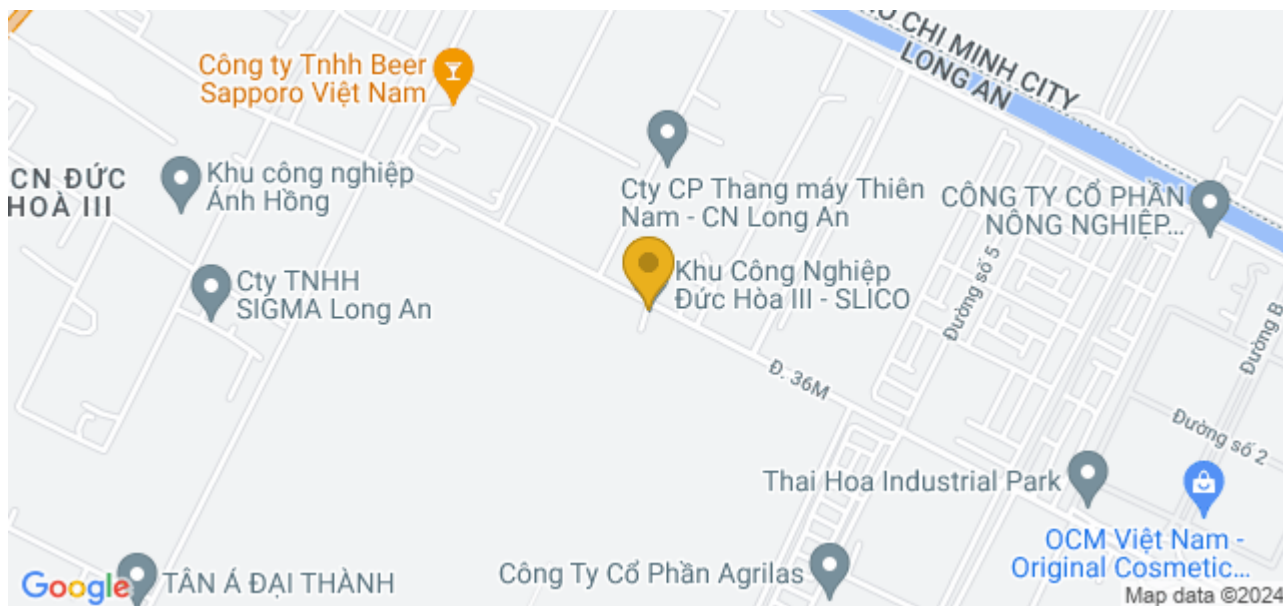 HO CHI MINH CITY
LONG AN
Công ty Tnhh Beer
Sapporo Việt Nam
CN ĐỨC
HOÀ III
Khu công nghiệp
Ánh Hồng
Cty CP Thang máy Thiên
Nam - CN Long An
CÔNG TY CỔ PHẦN
NÔNG NGHIỆP...
Cty TNHH
SIGMA Long An
Khu Công Nghiệp
Đức Hòa III - SLICO
Đường số 5
Đường B
Đ. 36M
Đường số 2
Thai Hoa Industrial Park
OCM Việt Nam -
Original Cosmetic...
Công Ty Cổ Phần Agrilas
TÂN Á ĐẠI THÀNH
Google
Map data ©2024